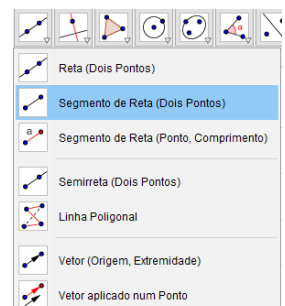 Reta (Dois Pontos)
Segmento de Reta (Dois Pontos)
a
Segmento de Reta (Ponto, Comprimento)
Semirreta (Dois Pontos)
Linha Poligonal
Vetor (Origem, Extremidade)
Vetor aplicado num Ponto